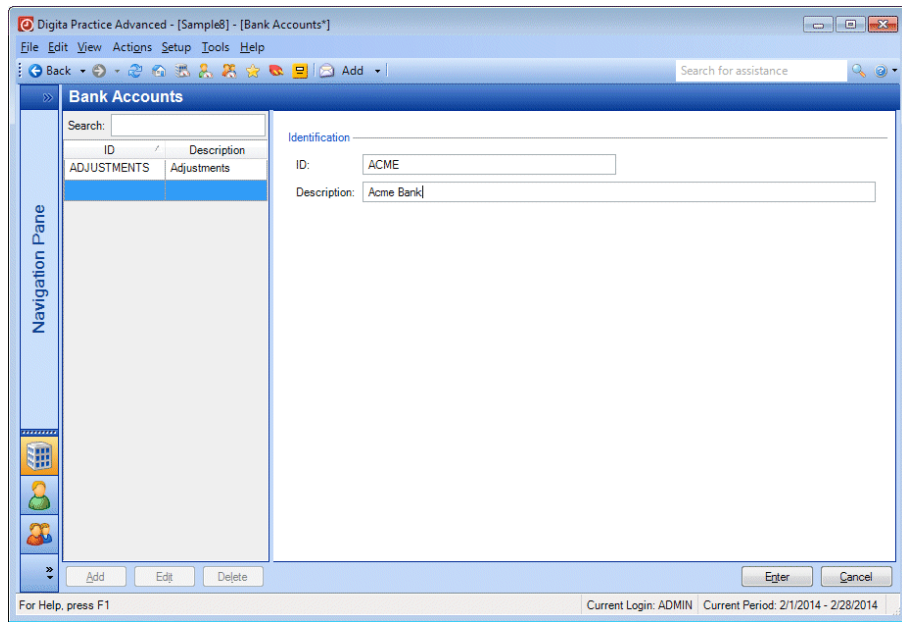 Digita Practice Advanced - [Sample8] - [Bank Accounts*]
File Edit View Actions Setup Tools Help
Back Add Search for assistance
Bank Accounts
Search:
ID Description
ADJUSTMENTS Adjustments
Identification
ID: ACME
Description: Acme Bank
Navigation Pane
Add Edit Delete Enter Cancel
For Help, press F1 Current Login: ADMIN Current Period: 2/1/2014 - 2/28/2014